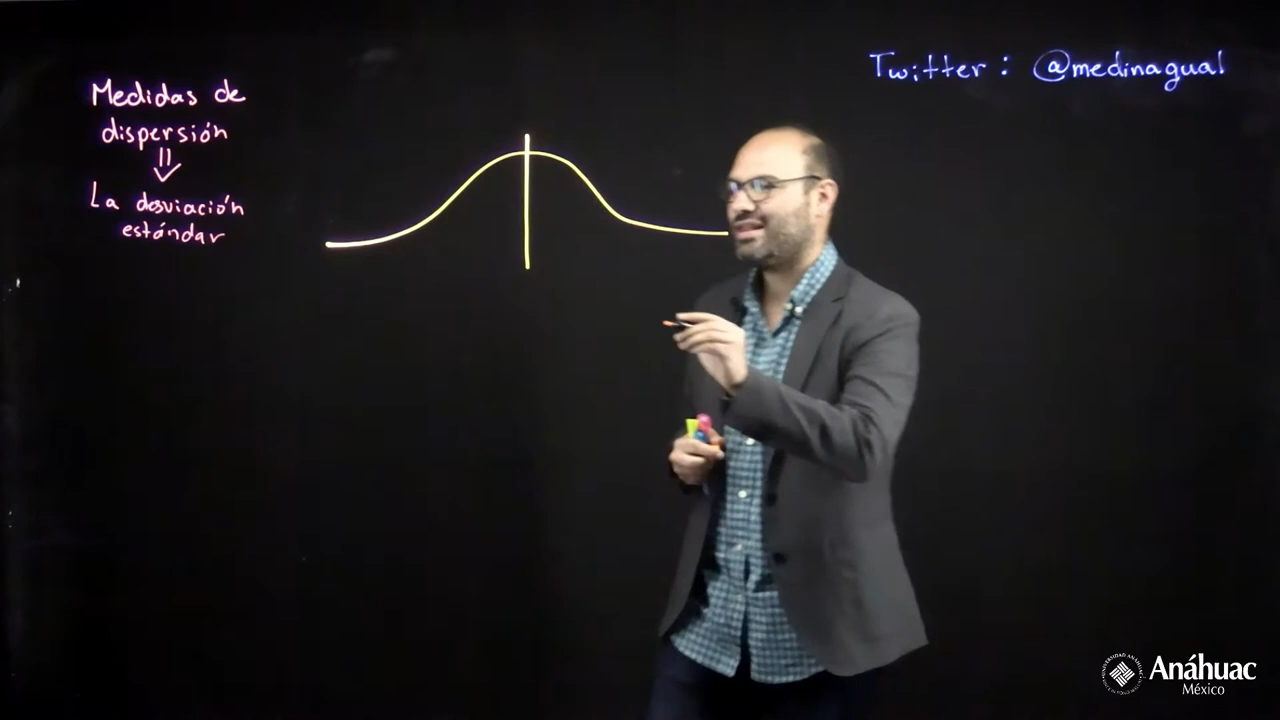 Medidas de
dispersión
La desviación
estándar
Twitter: @medinagual
Anáhuac
México